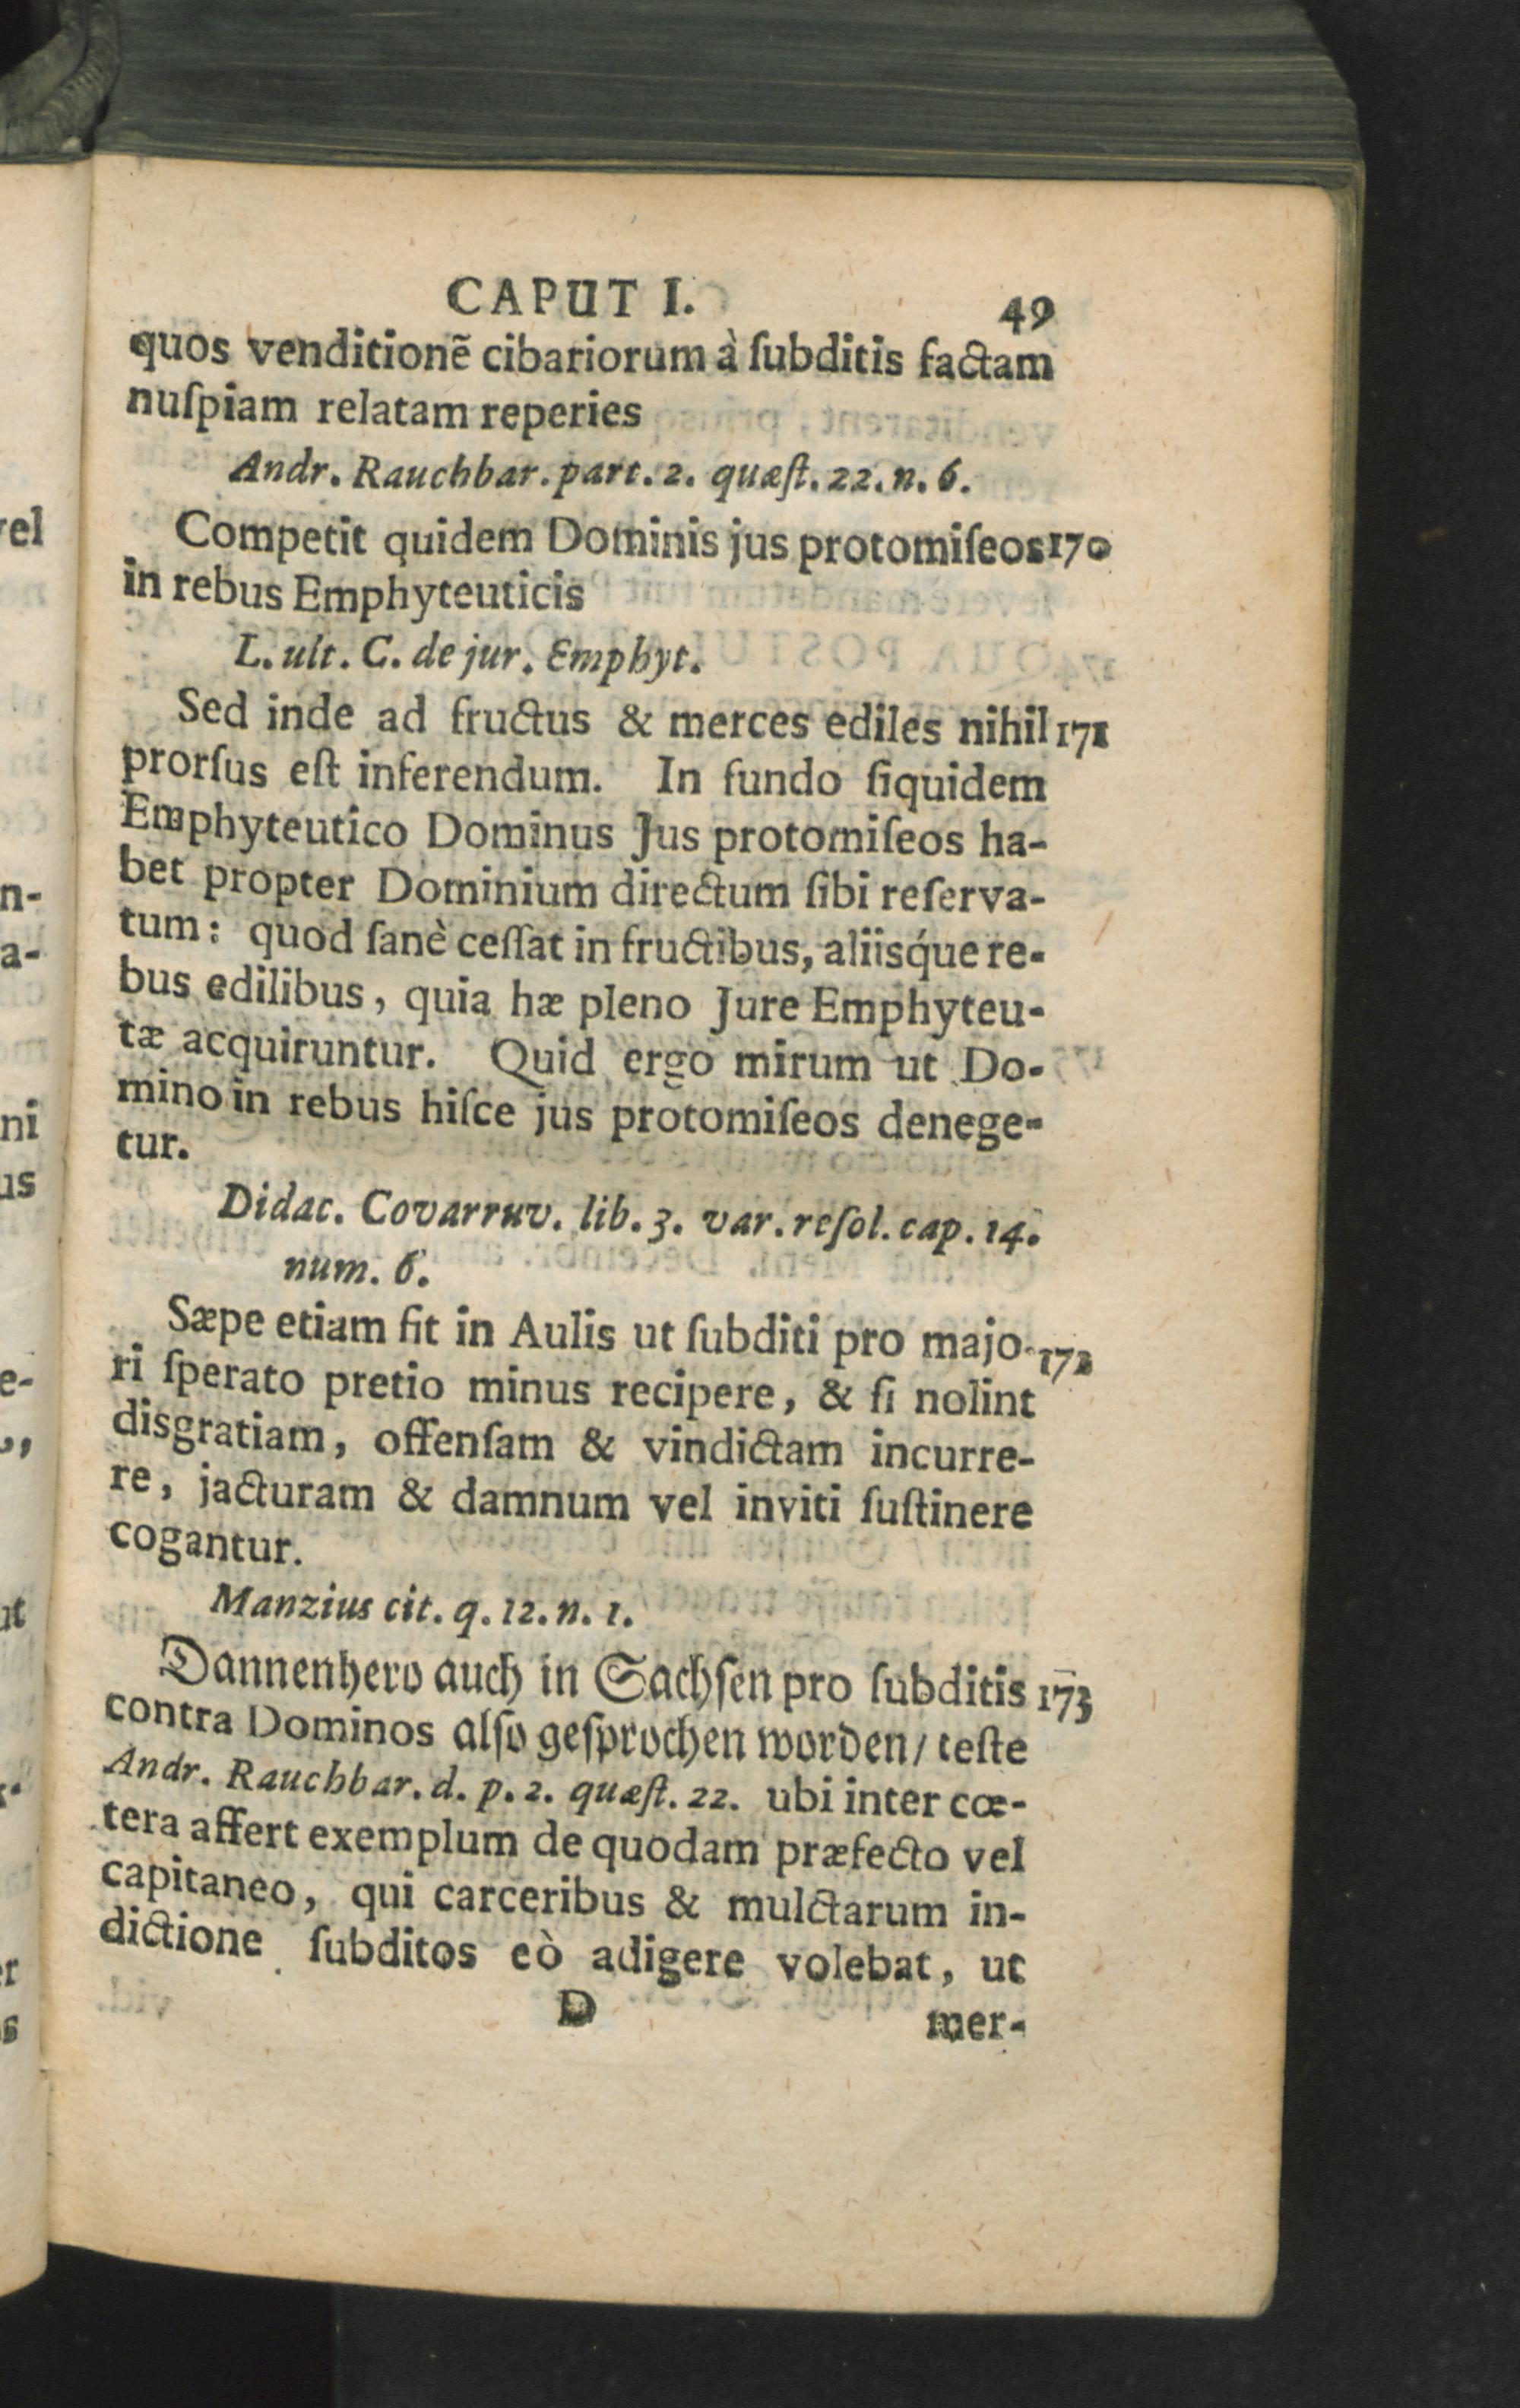 CAPUT I. 49
quos venditionẽ cibariorum à ſubditis factam
nuſpiam relatam reperies
Andr. Rauchbar. part. 2. quæſt. 22. n. 6.
Competit quidem Dominis jus protomiſeos 170
in rebus Emphyteuticis
L. ult. C. de jur. Emphyt.
Sed inde ad fructus & merces ediles nihil 171
prorſus eſt inferendum. In fundo ſiquidem
Emphyteutico Dominus Jus protomiſeos ha-
bet propter Dominium directum ſibi reſerva-
tum: quod ſanè ceſſat in fructibus, aliisq́ue re-
bus edilibus, quia hæ pleno Jure Emphyteu-
tæ acquiruntur. Quid ergo mirum ut Do-
mino in rebus hiſce jus protomiſeos denege-
tur.
Didac. Covarruv. lib. 3. var. reſol. cap. 14.
num. 6.
Sæpe etiam fit in Aulis ut ſubditi pro majo- 172
ri ſperato pretio minus recipere, & ſi nolint
disgratiam, offenſam & vindictam incurre-
re, jacturam & damnum vel inviti ſuſtinere
cogantur.
Manzius cit. q. 12. n. 1.
Dannenhero auch in Sachſen pro ſubditis 173
contra Dominos alſo geſprochen worden / teſte
Andr. Rauchbar. d. p. 2. quæſt. 22. ubi inter cœ-
tera affert exemplum de quodam præfecto vel
capitaneo, qui carceribus & mulctarum in-
dictione ſubditos eò adigere volebat, ut
D mer-